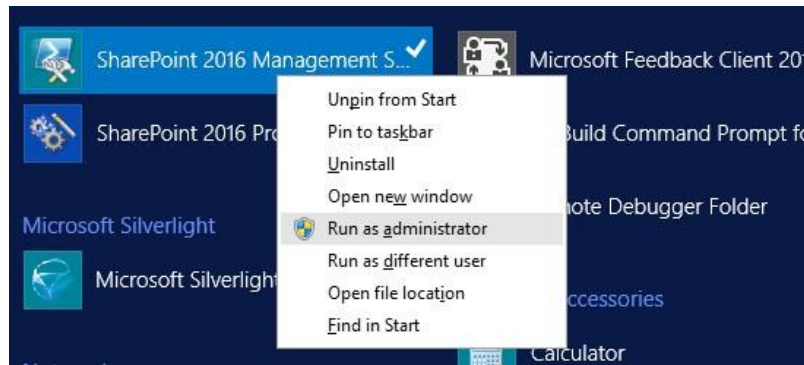 SharePoint 2016 Management S...
Microsoft Feedback Client 20
SharePoint 2016 Pro
Build Command Prompt fo
Unpin from Start
Pin to taskbar
Uninstall
Open new window
Run as administrator
Run as different user
Open file location
Find in Start
ote Debugger Folder
Microsoft Silverlight
Microsoft Silverligh
ccessories
Calculator